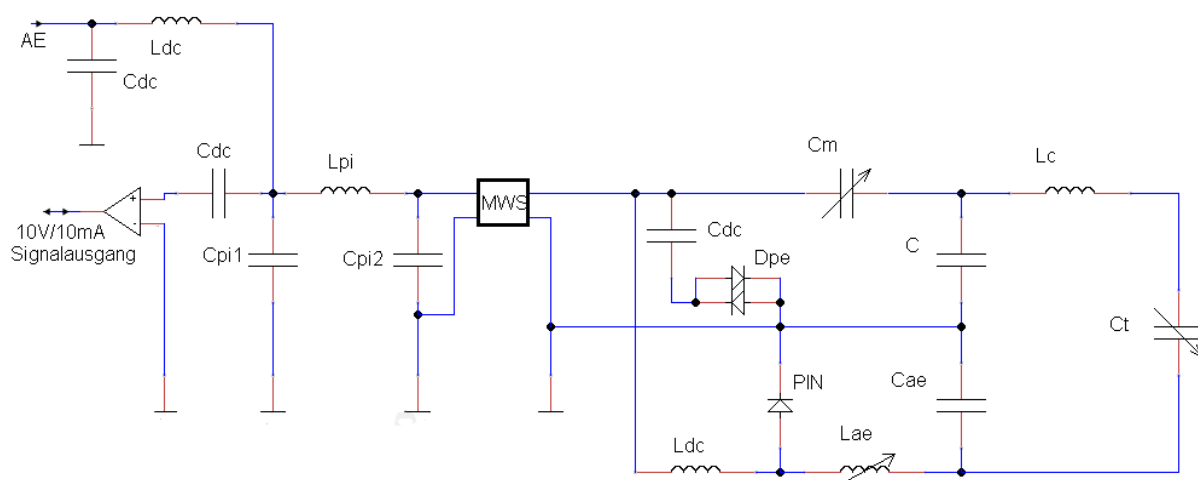 AE
Ldc
Cdc
Cdc
Lpi
MWS
Cm
Lc
+
-
10V/10mA
Signalausgang
Cpi1
Cpi2
Cdc
Dpe
C
Ct
PIN
Cae
Ldc
Lae